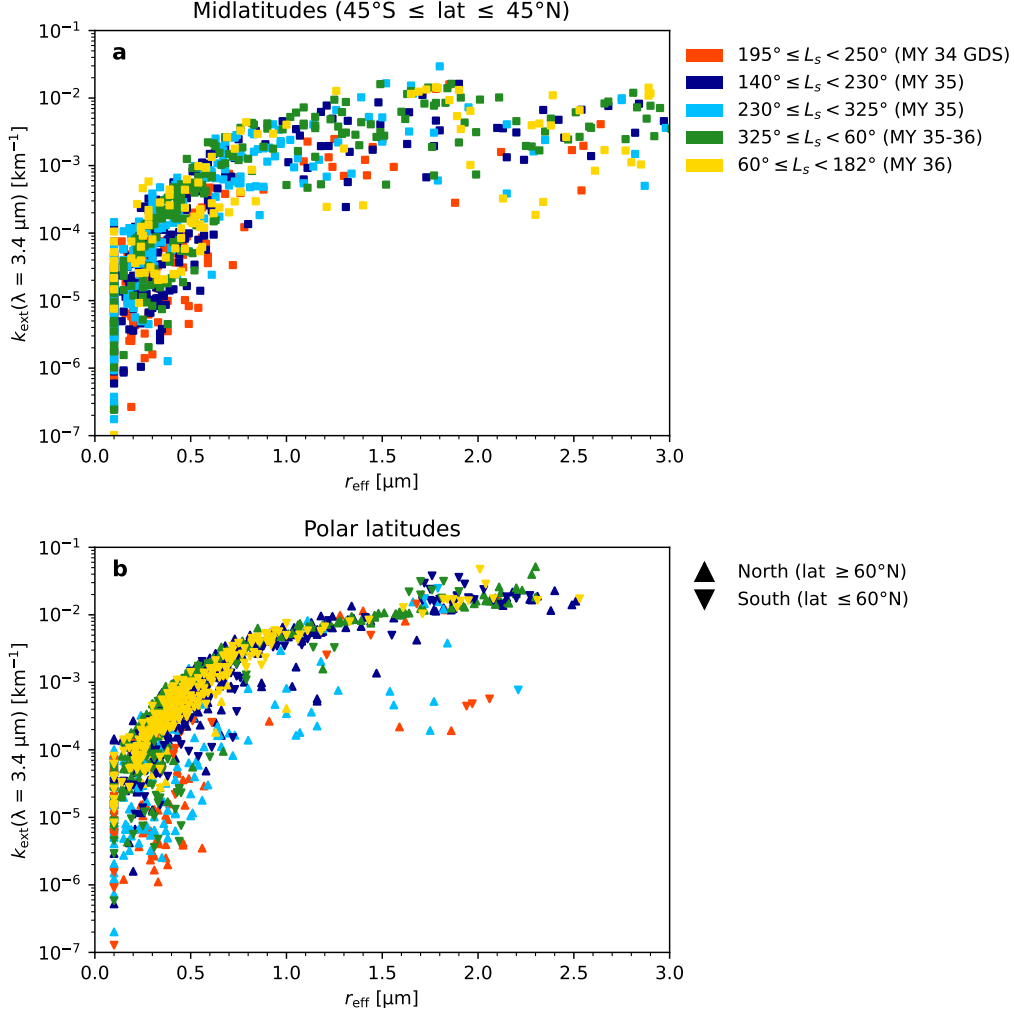 Midlatitudes (45°S ≤ lat ≤ 45°N)
a
10⁻¹
10⁻²
10⁻³
10⁻⁴
10⁻⁵
10⁻⁶
10⁻⁷
k_ext(λ = 3.4 μm) [km⁻¹]
0.0 0.5 1.0 1.5 2.0 2.5 3.0
r_eff [μm]
195° ≤ L_s < 250° (MY 34 GDS)
140° ≤ L_s < 230° (MY 35)
230° ≤ L_s < 325° (MY 35)
325° ≤ L_s < 60° (MY 35-36)
60° ≤ L_s < 182° (MY 36)
Polar latitudes
b
10⁻¹
10⁻²
10⁻³
10⁻⁴
10⁻⁵
10⁻⁶
10⁻⁷
k_ext(λ = 3.4 μm) [km⁻¹]
0.0 0.5 1.0 1.5 2.0 2.5 3.0
r_eff [μm]
North (lat ≥ 60°N)
South (lat ≤ 60°N)